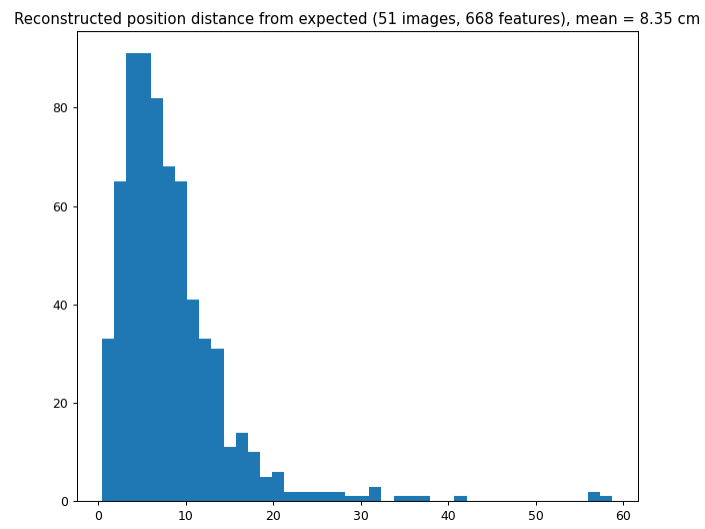 Reconstructed position distance from expected (51 images, 668 features), mean = 8.35 cm
80
60
40
20
0
0 10 20 30 40 50 60